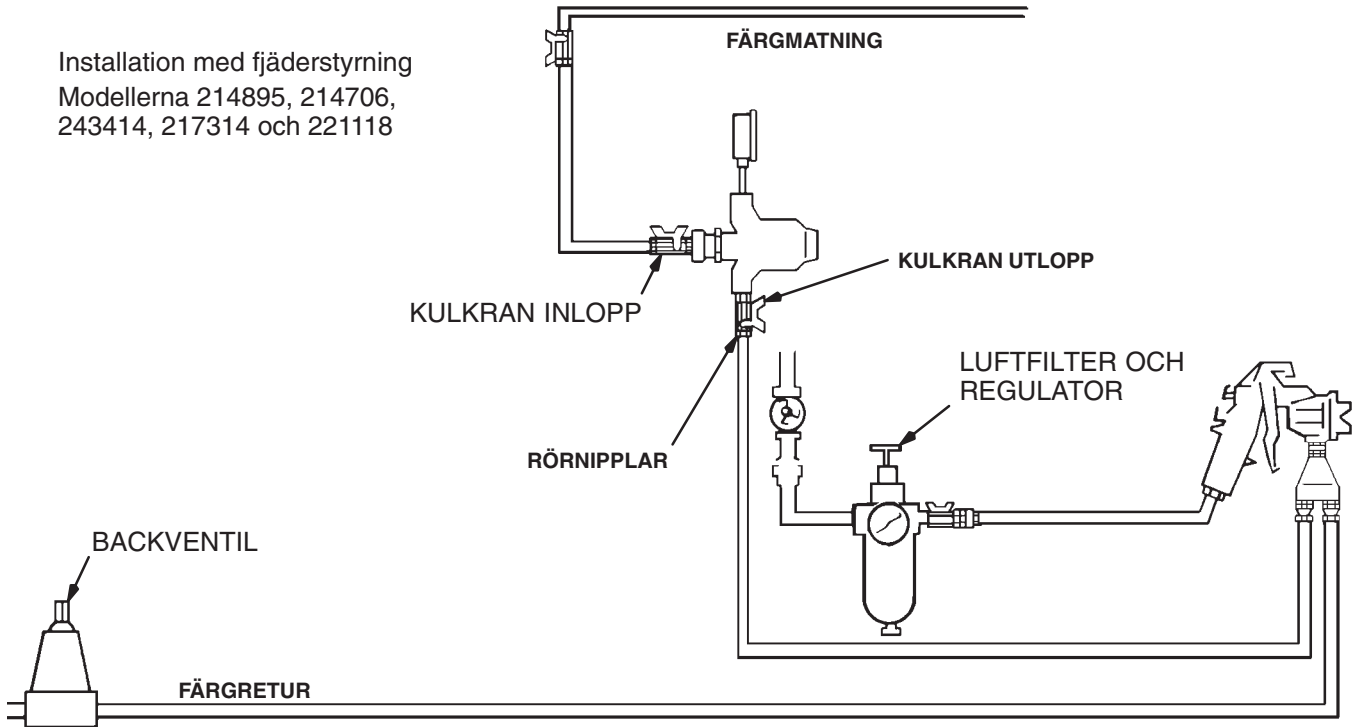 Installation med fjäderstyrning
Modellerna 214895, 214706,
243414, 217314 och 221118
FÄRGMATNING
KULKRAN UTLOPP
KULKRAN INLOPP
LUFTFILTER OCH
REGULATOR
RÖRNIPPLAR
BACKVENTIL
FÄRGRETUR